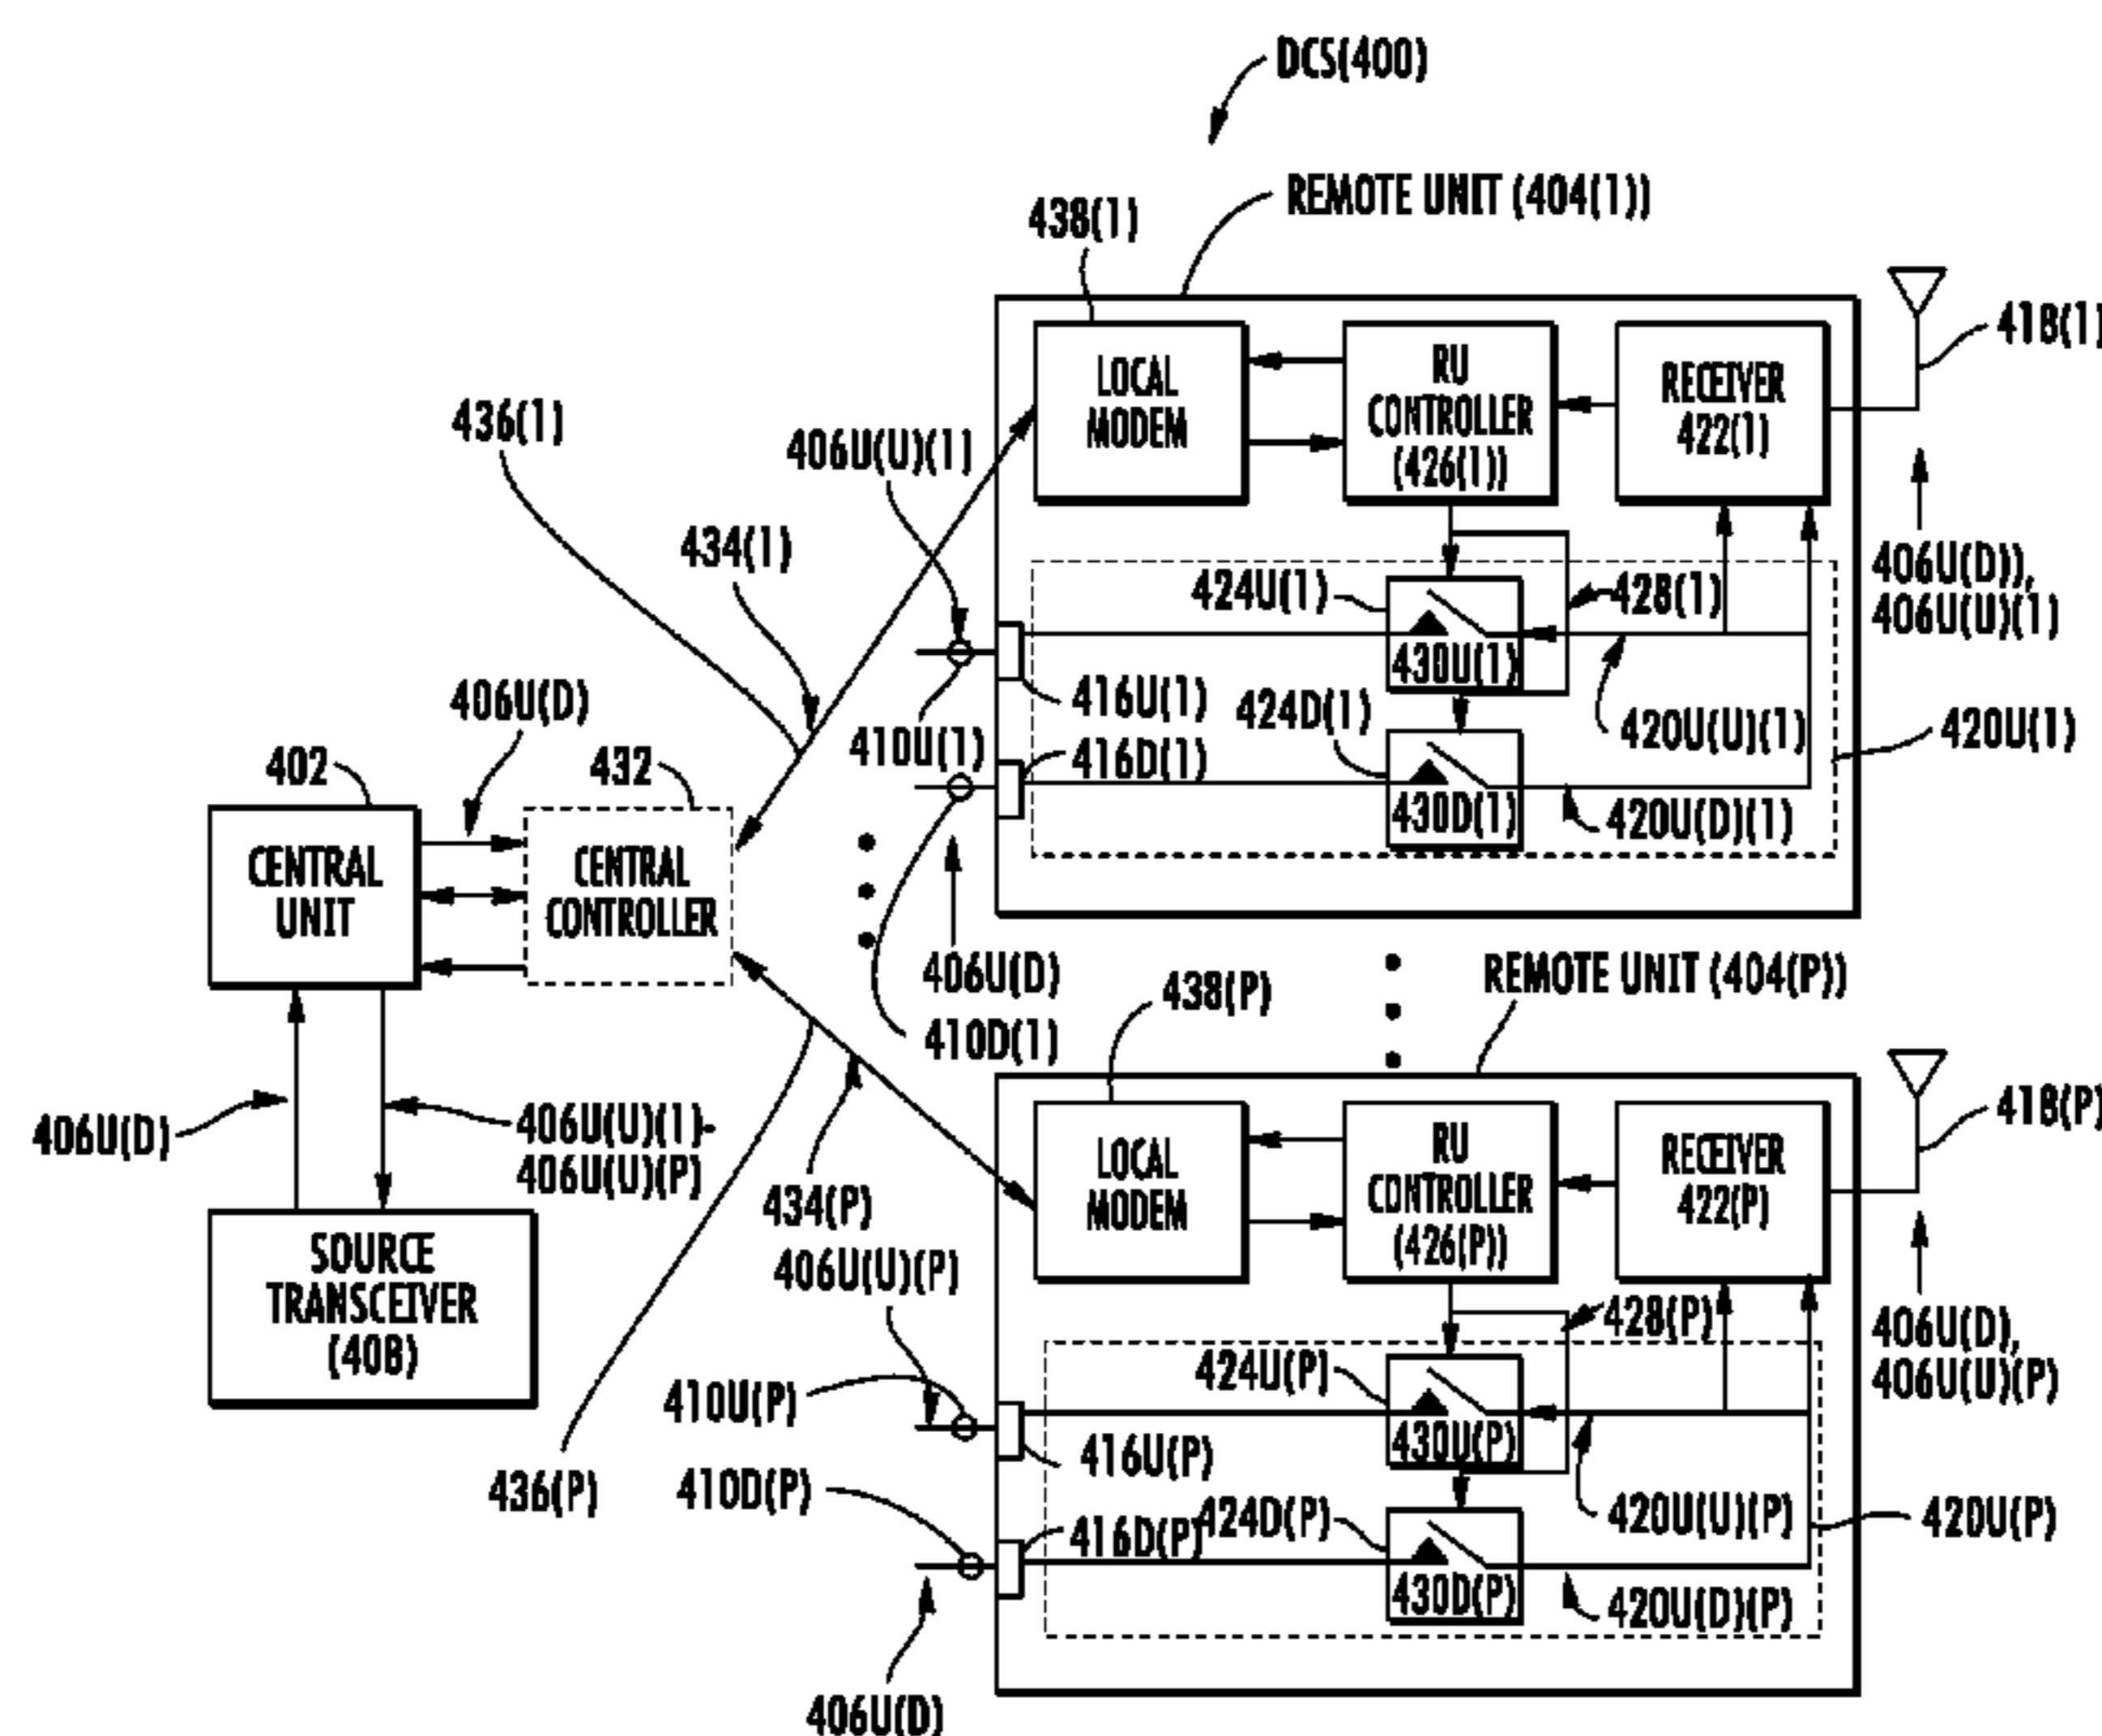 DCS(400)
REMOTE UNIT (404(1))
438(1)
418(1)
LOCAL
MODEM
RU
CONTROLLER
(426(1))
RECEIVER
422(1)
436(1)
406U(U)(1)
434(1)
406U(D)),
406U(U)(1)
424U(1)
428(1)
430U(1)
416U(1)
424D(1)
410U(1)
416D(1)
420U(U)(1)
420U(1)
430D(1)
420U(D)(1)
406U(D)
402
432
CENTRAL
UNIT
CENTRAL
CONTROLLER
406U(D)
410D(1)
REMOTE UNIT (404(P))
438(P)
418(P)
406U(D)
406U(U)(1)-
406U(U)(P)
LOCAL
MODEM
RU
CONTROLLER
(426(P))
RECEIVER
422(P)
434(P)
406U(U)(P)
SOURCE
TRANSCEIVER
(408)
428(P)
406U(D),
406U(U)(P)
424U(P)
410U(P)
430U(P)
416U(P)
436(P)
410D(P)
416D(P)
424D(P)
420U(U)(P)
420U(P)
430D(P)
420U(D)(P)
406U(D)